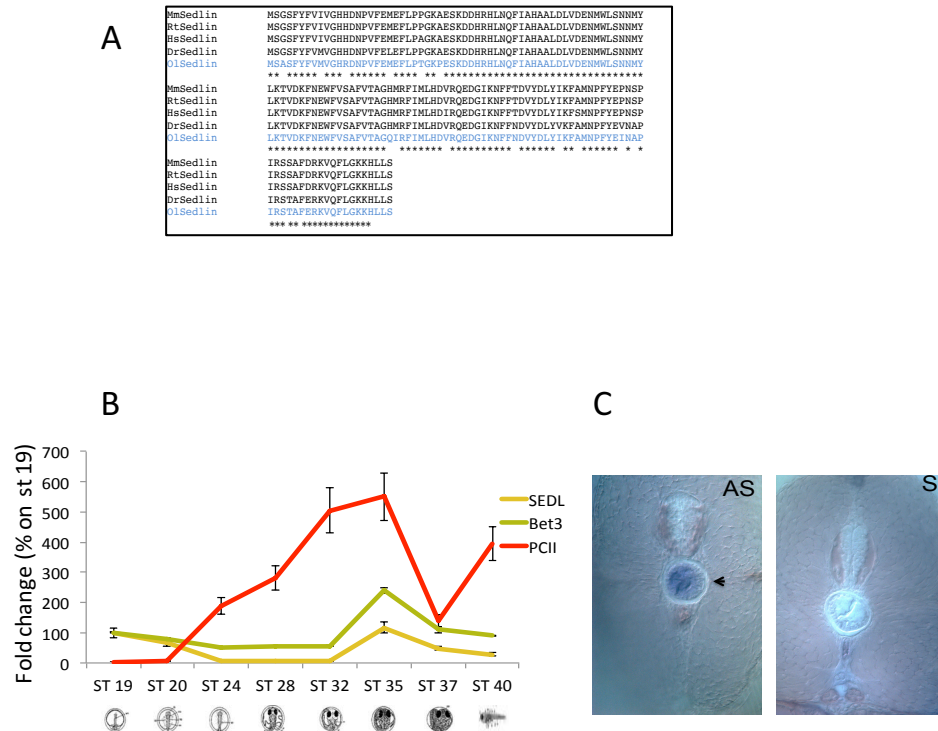 A
MmSedlin MSGSFYFVIVGHHDNPVFEMEFLPPGKAESKDDHRHLNQFIAHAALDLVDENMWLSNNMY
RtSedlin MSGSFYFVIVGHHDNPVFEMEFLPPGKAESKDDHRHLNQFIAHAALDLVDENMWLSNNMY
HsSedlin MSGSFYFVIVGHHDNPVFEMEFLPAGKAESKDDHRHLNQFIAHAALDLVDENMWLSNNMY
DrSedlin MSGSFYFVMVGHHDNPVFELEFLPPGKAESKDDHRHLNQFIAHAALDLVDENMWLSNNMY
OlSedlin MSASFYFVMVGHRDNPVFEMEFLPTGKPESKDDHRHLNQFIAHAALDLVDENMWLSNNMY
** ***** *** ****** **** ** ********************************
MmSedlin LKTVDKFNEWFVSAFVTAGHMRFIMLHDVRQEDGIKNFFTDVYDLYIKFAMNPFYEPNSP
RtSedlin LKTVDKFNEWFVSAFVTAGHMRFIMLHDVRQEDGIKNFFTDVYDLYIKFAMNPFYEPNSP
HsSedlin LKTVDKFNEWFVSAFVTAGHMRFIMLHDIRQEDGIKNFFTDVYDLYIKFSMNPFYEPNSP
DrSedlin LKTVDKFNEWFVSAFVTAGHMRFIMLHDVRQEDGIKNFFNDVYDLYVKFAMNPFYEVNAP
OlSedlin LKTVDKFNEWFVSAFVTAGQIRFIMLHDVRQEDGIKNFFNDVYDLYIKFAMNPFYEINAP
******************* ******* ********** ****** ** ****** * *
MmSedlin IRSSAFDRKVQFLGKKHLLS
RtSedlin IRSSAFDRKVQFLGKKHLLS
HsSedlin IRSSAFDRKVQFLGKKHLLS
DrSedlin IRSTAFERKVQFLGKKHLLS
OlSedlin IRSTAFERKVQFLGKKHLLS
*** ** *************
B
Fold change (% on st 19)
700
600
500
400
300
200
100
0
SEDL
Bet3
PCII
ST 19 ST 20 ST 24 ST 28 ST 32 ST 35 ST 37 ST 40
C
AS
S